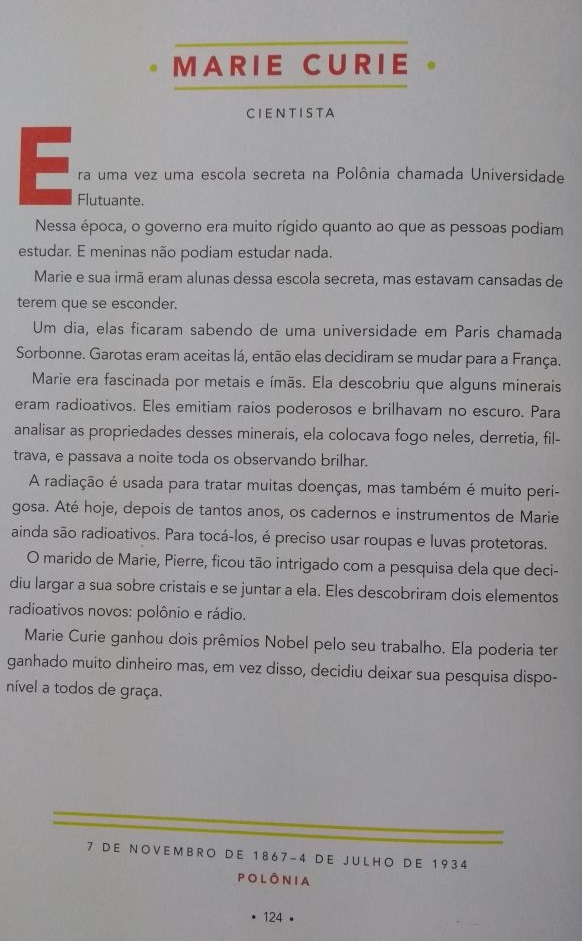 • MARIE CURIE •
CIENTISTA
Era uma vez uma escola secreta na Polônia chamada Universidade
Flutuante.
Nessa época, o governo era muito rígido quanto ao que as pessoas podiam
estudar. E meninas não podiam estudar nada.
Marie e sua irmã eram alunas dessa escola secreta, mas estavam cansadas de
terem que se esconder.
Um dia, elas ficaram sabendo de uma universidade em Paris chamada
Sorbonne. Garotas eram aceitas lá, então elas decidiram se mudar para a França.
Marie era fascinada por metais e ímãs. Ela descobriu que alguns minerais
eram radioativos. Eles emitiam raios poderosos e brilhavam no escuro. Para
analisar as propriedades desses minerais, ela colocava fogo neles, derretia, fil-
trava, e passava a noite toda os observando brilhar.
A radiação é usada para tratar muitas doenças, mas também é muito peri-
gosa. Até hoje, depois de tantos anos, os cadernos e instrumentos de Marie
ainda são radioativos. Para tocá-los, é preciso usar roupas e luvas protetoras.
O marido de Marie, Pierre, ficou tão intrigado com a pesquisa dela que deci-
diu largar a sua sobre cristais e se juntar a ela. Eles descobriram dois elementos
radioativos novos: polônio e rádio.
Marie Curie ganhou dois prêmios Nobel pelo seu trabalho. Ela poderia ter
ganhado muito dinheiro mas, em vez disso, decidiu deixar sua pesquisa dispo-
nível a todos de graça.
7 DE NOVEMBRO DE 1867–4 DE JULHO DE 1934
POLÔNIA
• 124 •